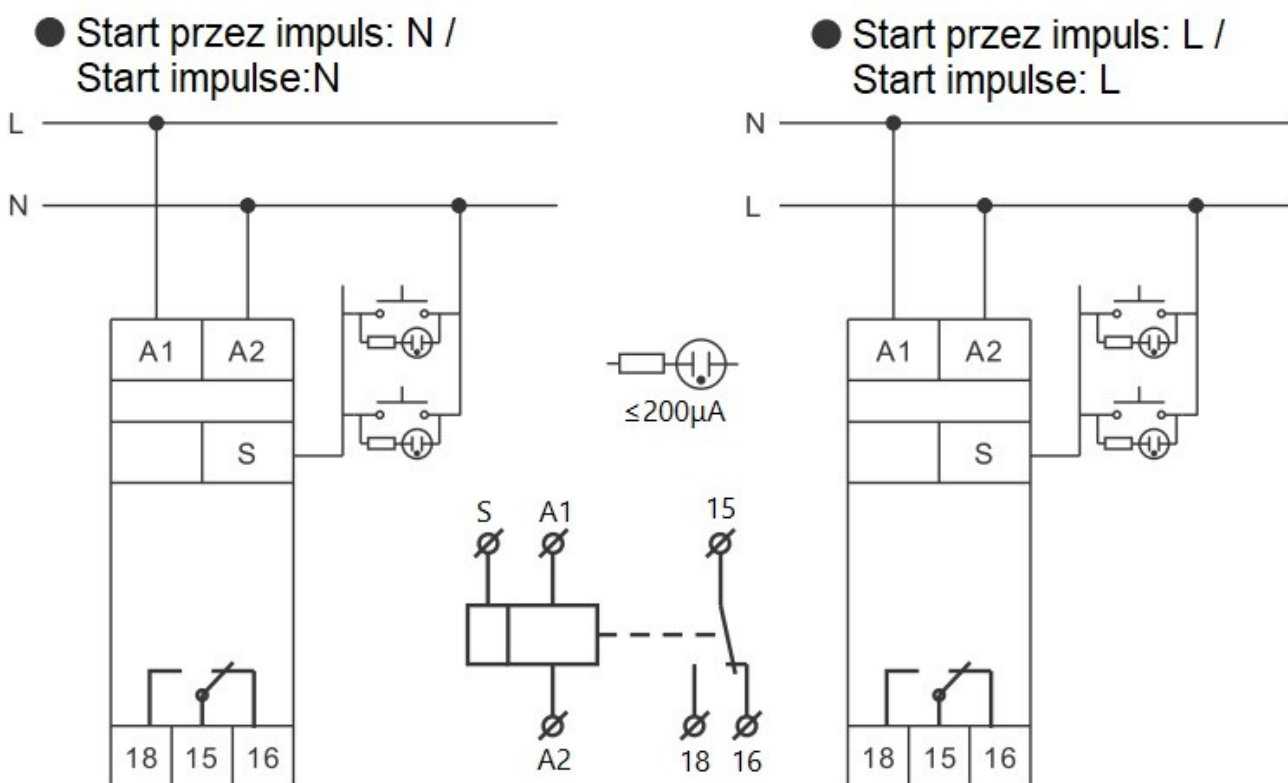 Start przez impuls: N /
Start impulse:N
L
N
A1 A2
S
18 15 16
≤200µA
S A1 15
A2 18 16
Start przez impuls: L /
Start impulse: L
N
L
A1 A2
S
18 15 16